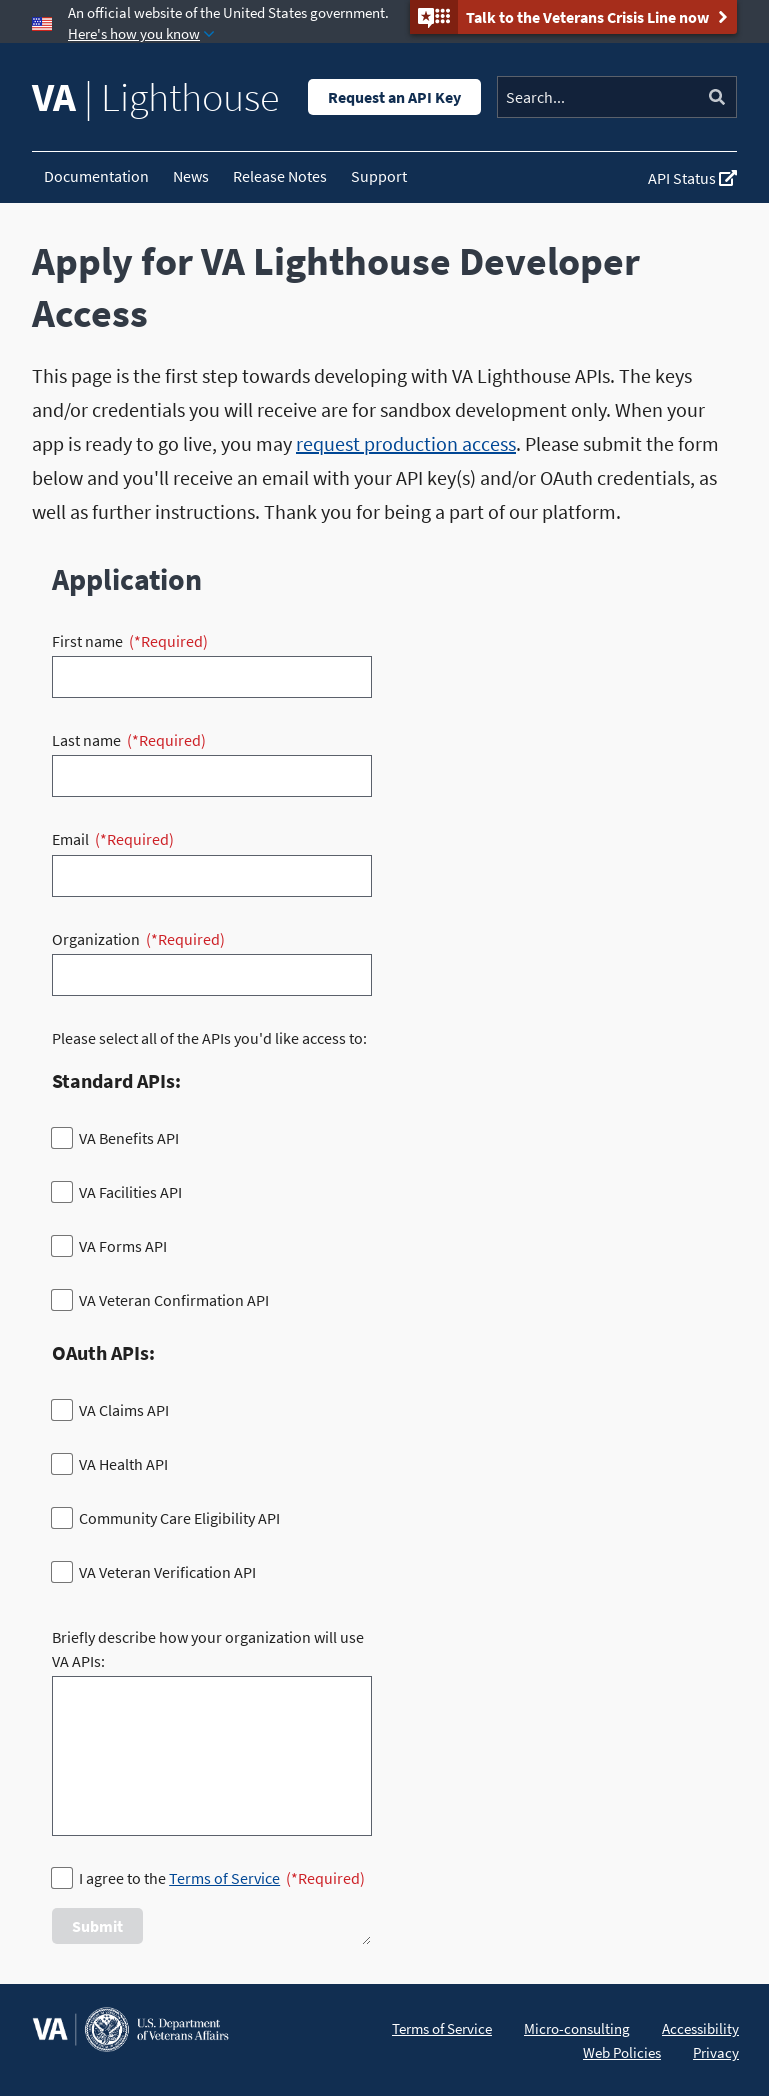 An official website of the United States government.
Here's how you know
Talk to the Veterans Crisis Line now
VA | Lighthouse
Request an API Key
Search...
Documentation
News
Release Notes
Support
API Status
Apply for VA Lighthouse Developer
Access
This page is the first step towards developing with VA Lighthouse APIs. The keys
and/or credentials you will receive are for sandbox development only. When your
app is ready to go live, you may request production access. Please submit the form
below and you'll receive an email with your API key(s) and/or OAuth credentials, as
well as further instructions. Thank you for being a part of our platform.
Application
First name (*Required)
Last name (*Required)
Email (*Required)
Organization (*Required)
Please select all of the APIs you'd like access to:
Standard APIs:
VA Benefits API
VA Facilities API
VA Forms API
VA Veteran Confirmation API
OAuth APIs:
VA Claims API
VA Health API
Community Care Eligibility API
VA Veteran Verification API
Briefly describe how your organization will use
VA APIs:
I agree to the Terms of Service (*Required)
Submit
VA
U.S. Department
of Veterans Affairs
Terms of Service
Micro-consulting
Accessibility
Web Policies
Privacy